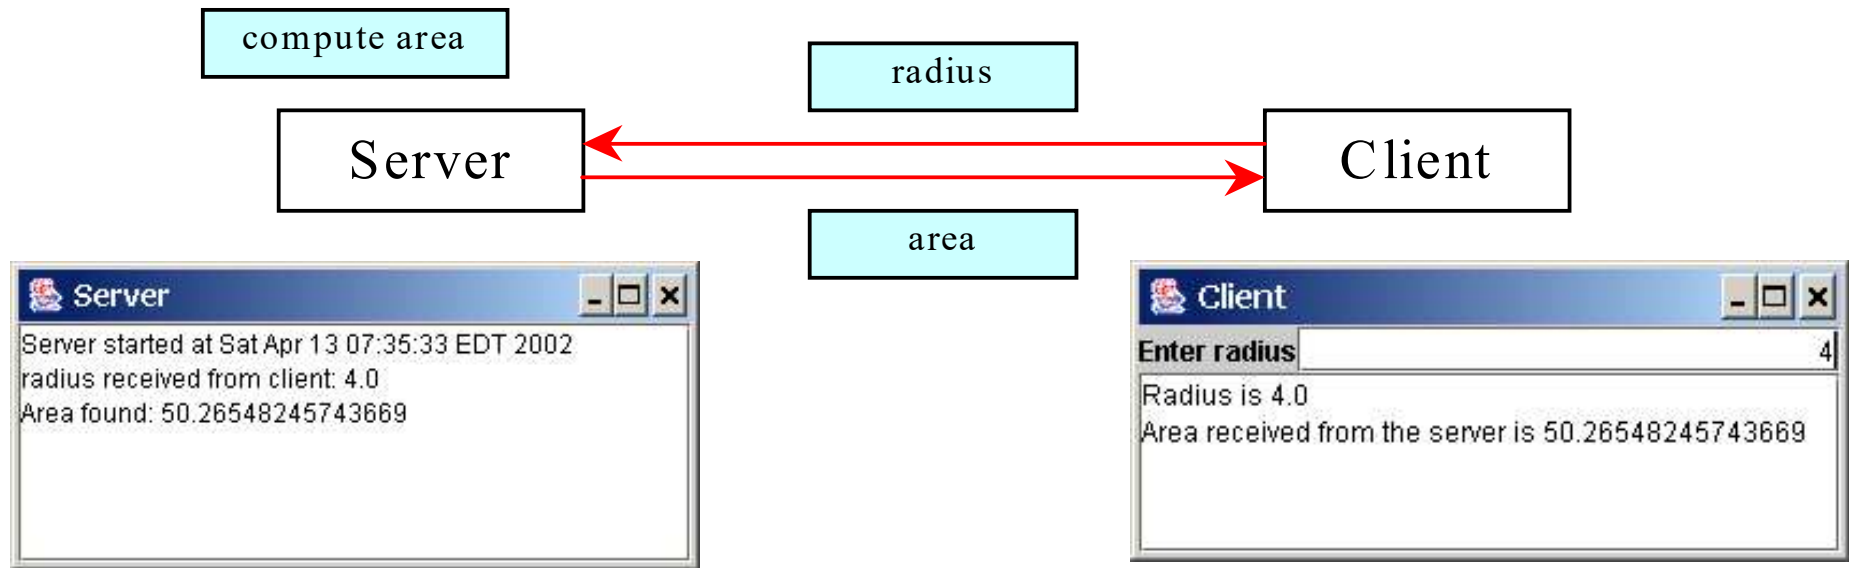 compute area
radius
Server
Client
area
Server
Server started at Sat Apr 13 07:35:33 EDT 2002
radius received from client: 4.0
Area found: 50.26548245743669
Client
Enter radius 4
Radius is 4.0
Area received from the server is 50.26548245743669